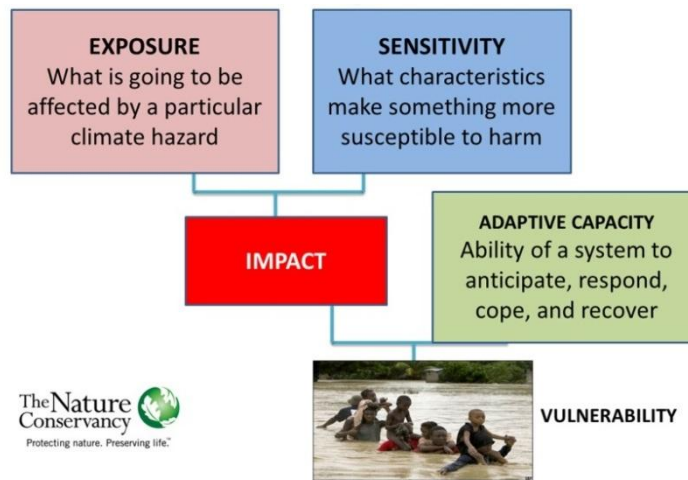 EXPOSURE
What is going to be
affected by a particular
climate hazard
SENSITIVITY
What characteristics
make something more
susceptible to harm
IMPACT
ADAPTIVE CAPACITY
Ability of a system to
anticipate, respond,
cope, and recover
The Nature
Conservancy
Protecting nature. Preserving life.™
VULNERABILITY